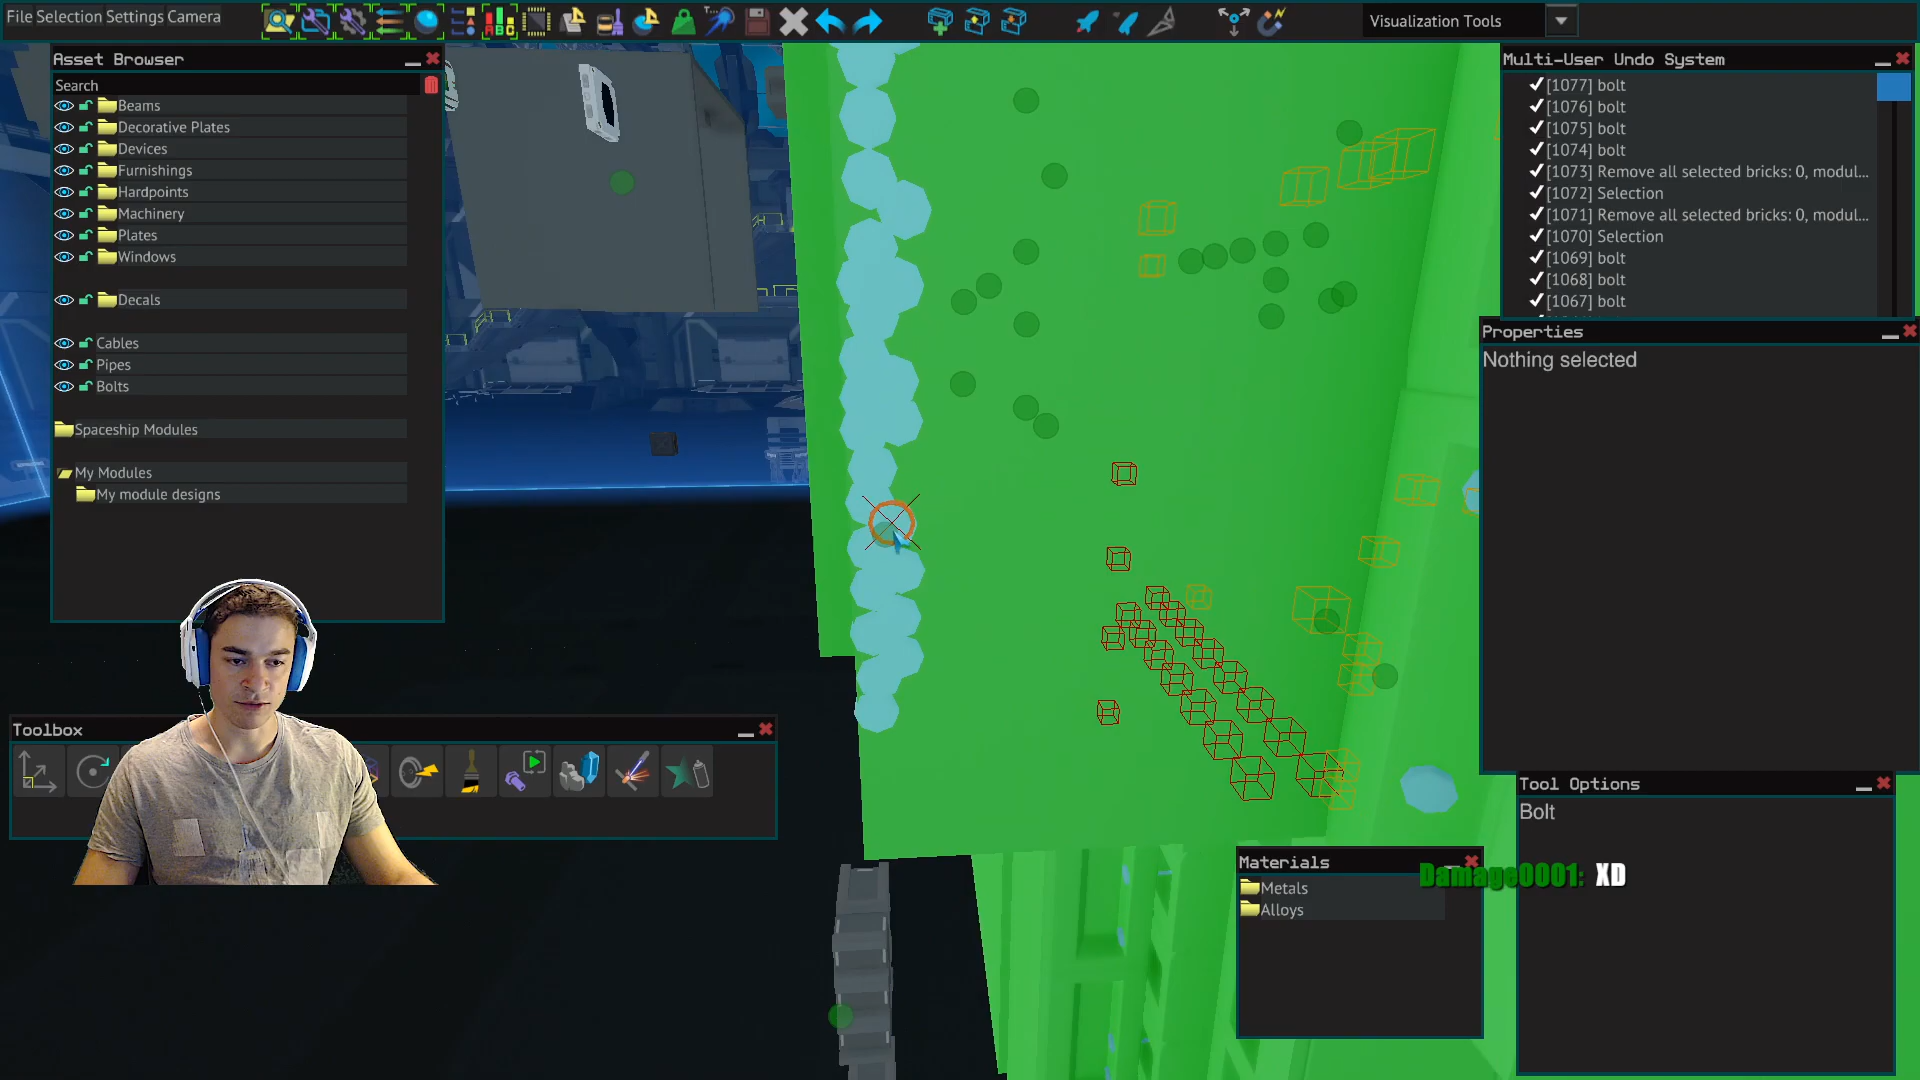 File Selection Settings Camera
ABC
Visualization Tools
Asset Browser
Search
Beams
Decorative Plates
Devices
Furnishings
Hardpoints
Machinery
Plates
Windows
Decals
Cables
Pipes
Bolts
Spaceship Modules
My Modules
My module designs
Multi-User Undo System
[1077] bolt
[1076] bolt
[1075] bolt
[1074] bolt
[1073] Remove all selected bricks: 0, modul...
[1072] Selection
[1071] Remove all selected bricks: 0, modul...
[1070] Selection
[1069] bolt
[1068] bolt
[1067] bolt
Properties
Nothing selected
Toolbox
Tool Options
Bolt
Materials
Metals
Alloys
Damage0001: XD